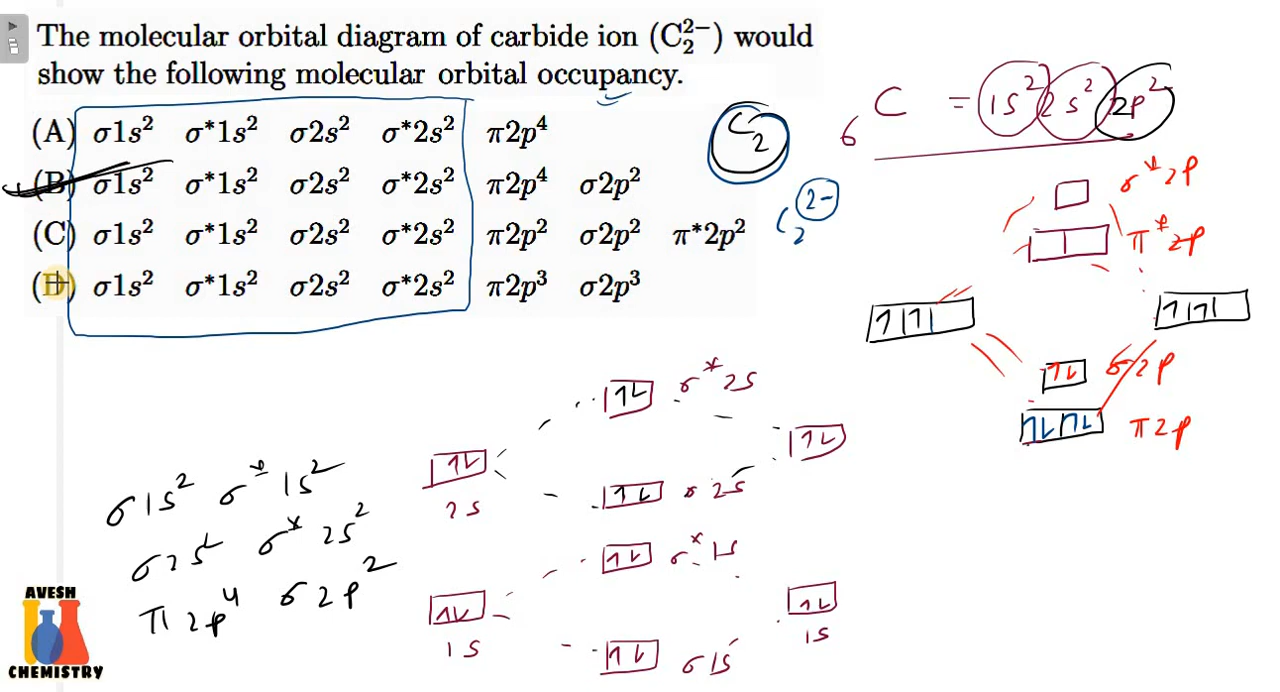 The molecular orbital diagram of carbide ion (C₂²⁻) would
show the following molecular orbital occupancy.
(A) σ1s² σ*1s² σ2s² σ*2s² π2p⁴
(B) σ1s² σ*1s² σ2s² σ*2s² π2p⁴ σ2p²
(C) σ1s² σ*1s² σ2s² σ*2s² π2p² σ2p² π*2p²
(D) σ1s² σ*1s² σ2s² σ*2s² π2p³ σ2p³
C₂
C₂²⁻
₆C = 1s² 2s² 2p²
σ*2p
π*2p
σ2p
π2p
σ*2s
2s
σ2s
σ*1s
1s
1s
σ1s
σ1s² σ*1s²
σ2s² σ*2s²
π2p⁴ σ2p²
AVESH
CHEMISTRY